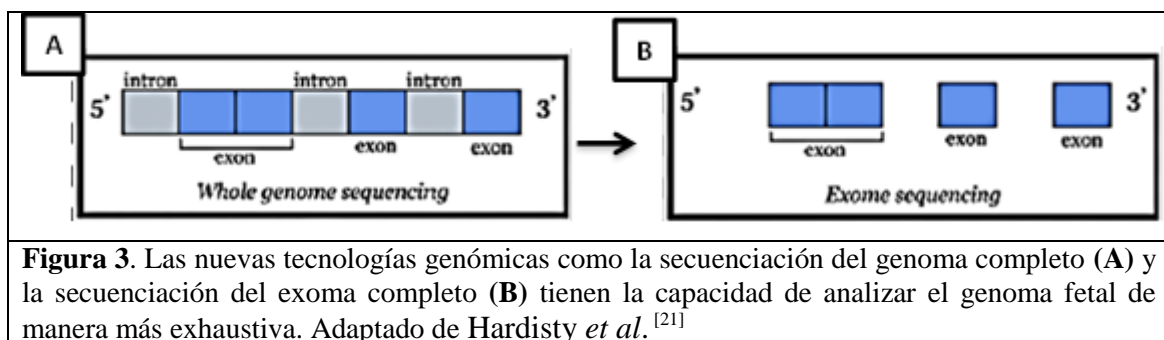 A
intron intron intron
5' 3'
exon exon exon
Whole genome sequencing
B
5' 3'
exon exon exon
Exome sequencing
Figura 3. Las nuevas tecnologías genómicas como la secuenciación del genoma completo (A) y
la secuenciación del exoma completo (B) tienen la capacidad de analizar el genoma fetal de
manera más exhaustiva. Adaptado de Hardisty et al. [21]